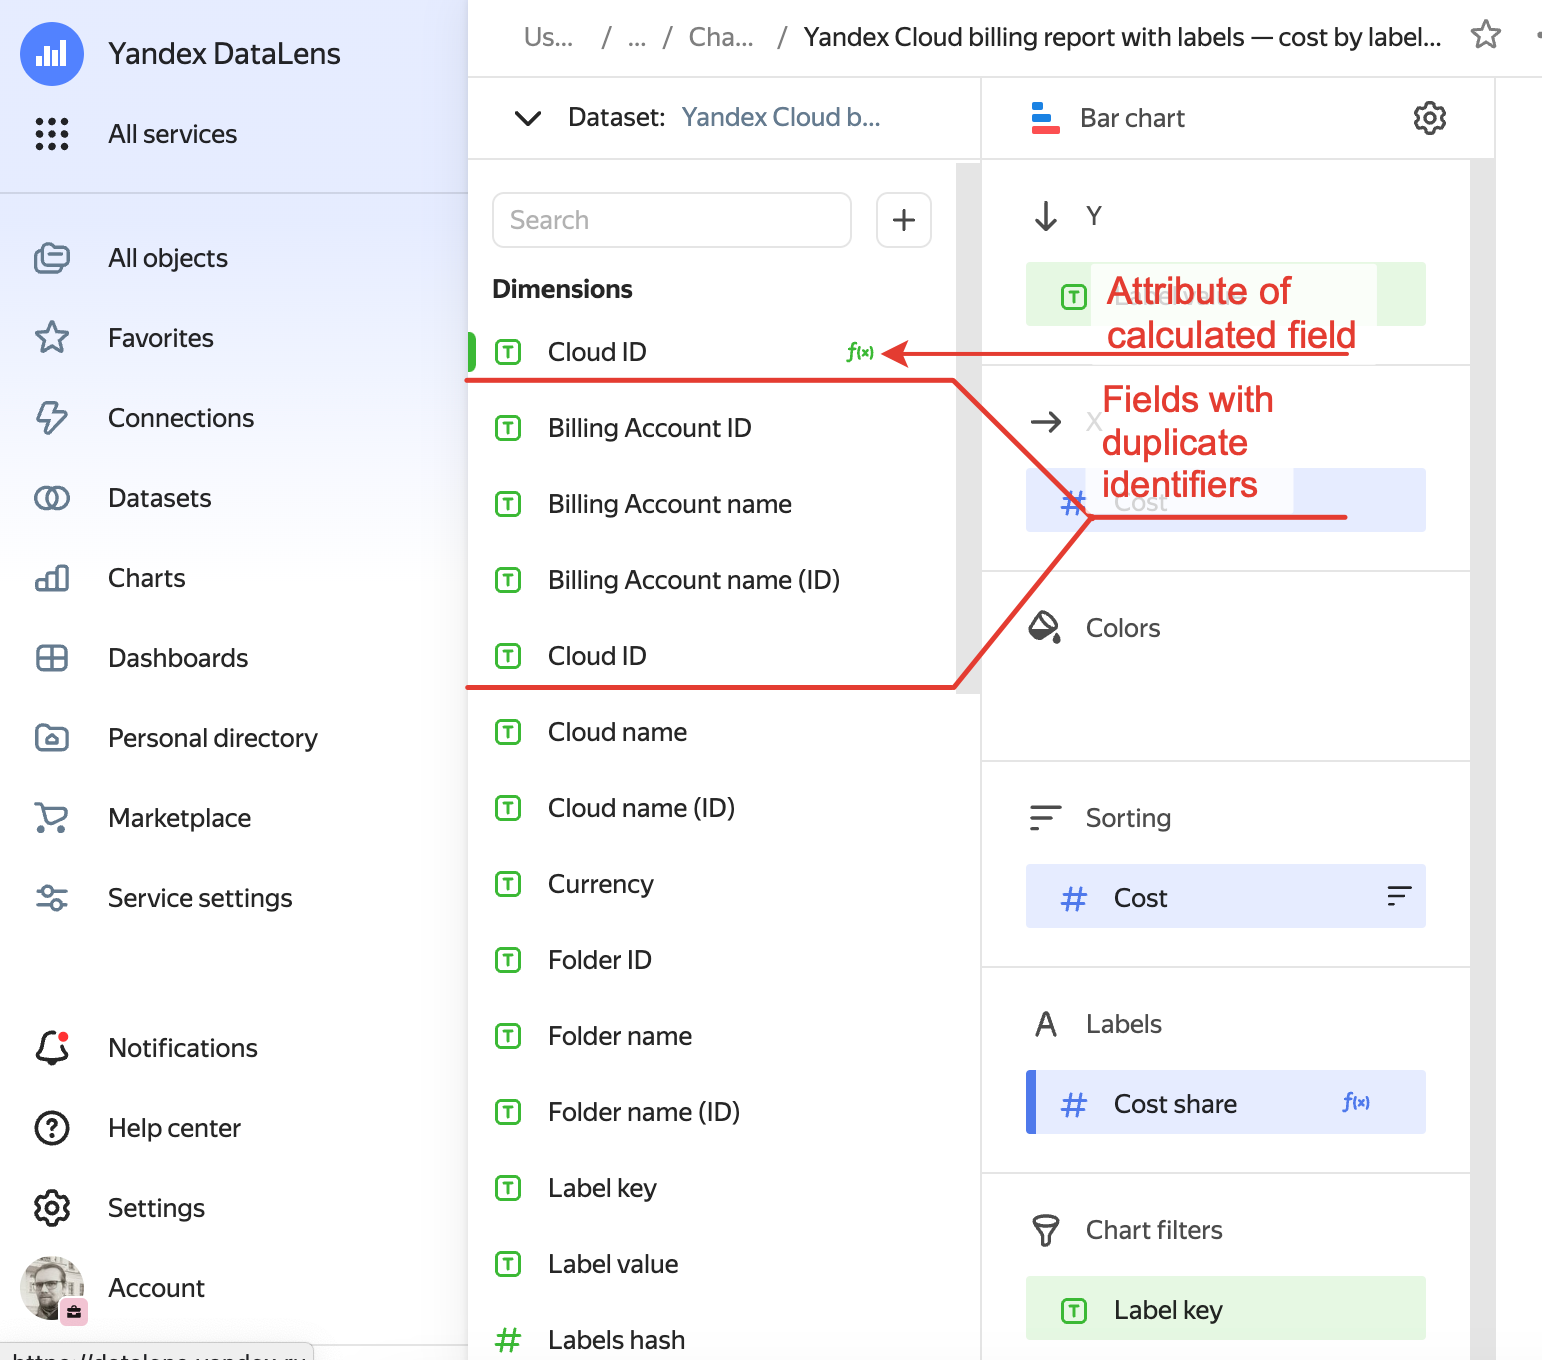 Yandex DataLens
All services
All objects
Favorites
Connections
Datasets
Charts
Dashboards
Personal directory
Marketplace
Service settings
Notifications
Help center
Settings
Account
Us... / ... / Cha... / Yandex Cloud billing report with labels — cost by label...
Dataset: Yandex Cloud b...
Search
Dimensions
Cloud ID f(x)
Billing Account ID
Billing Account name
Billing Account name (ID)
Cloud ID
Cloud name
Cloud name (ID)
Currency
Folder ID
Folder name
Folder name (ID)
Label key
Label value
Labels hash
Bar chart
Y
Attribute of
calculated field
X
Fields with
duplicate
identifiers
Cost
Colors
Sorting
Cost
Labels
Cost share f(x)
Chart filters
Label key